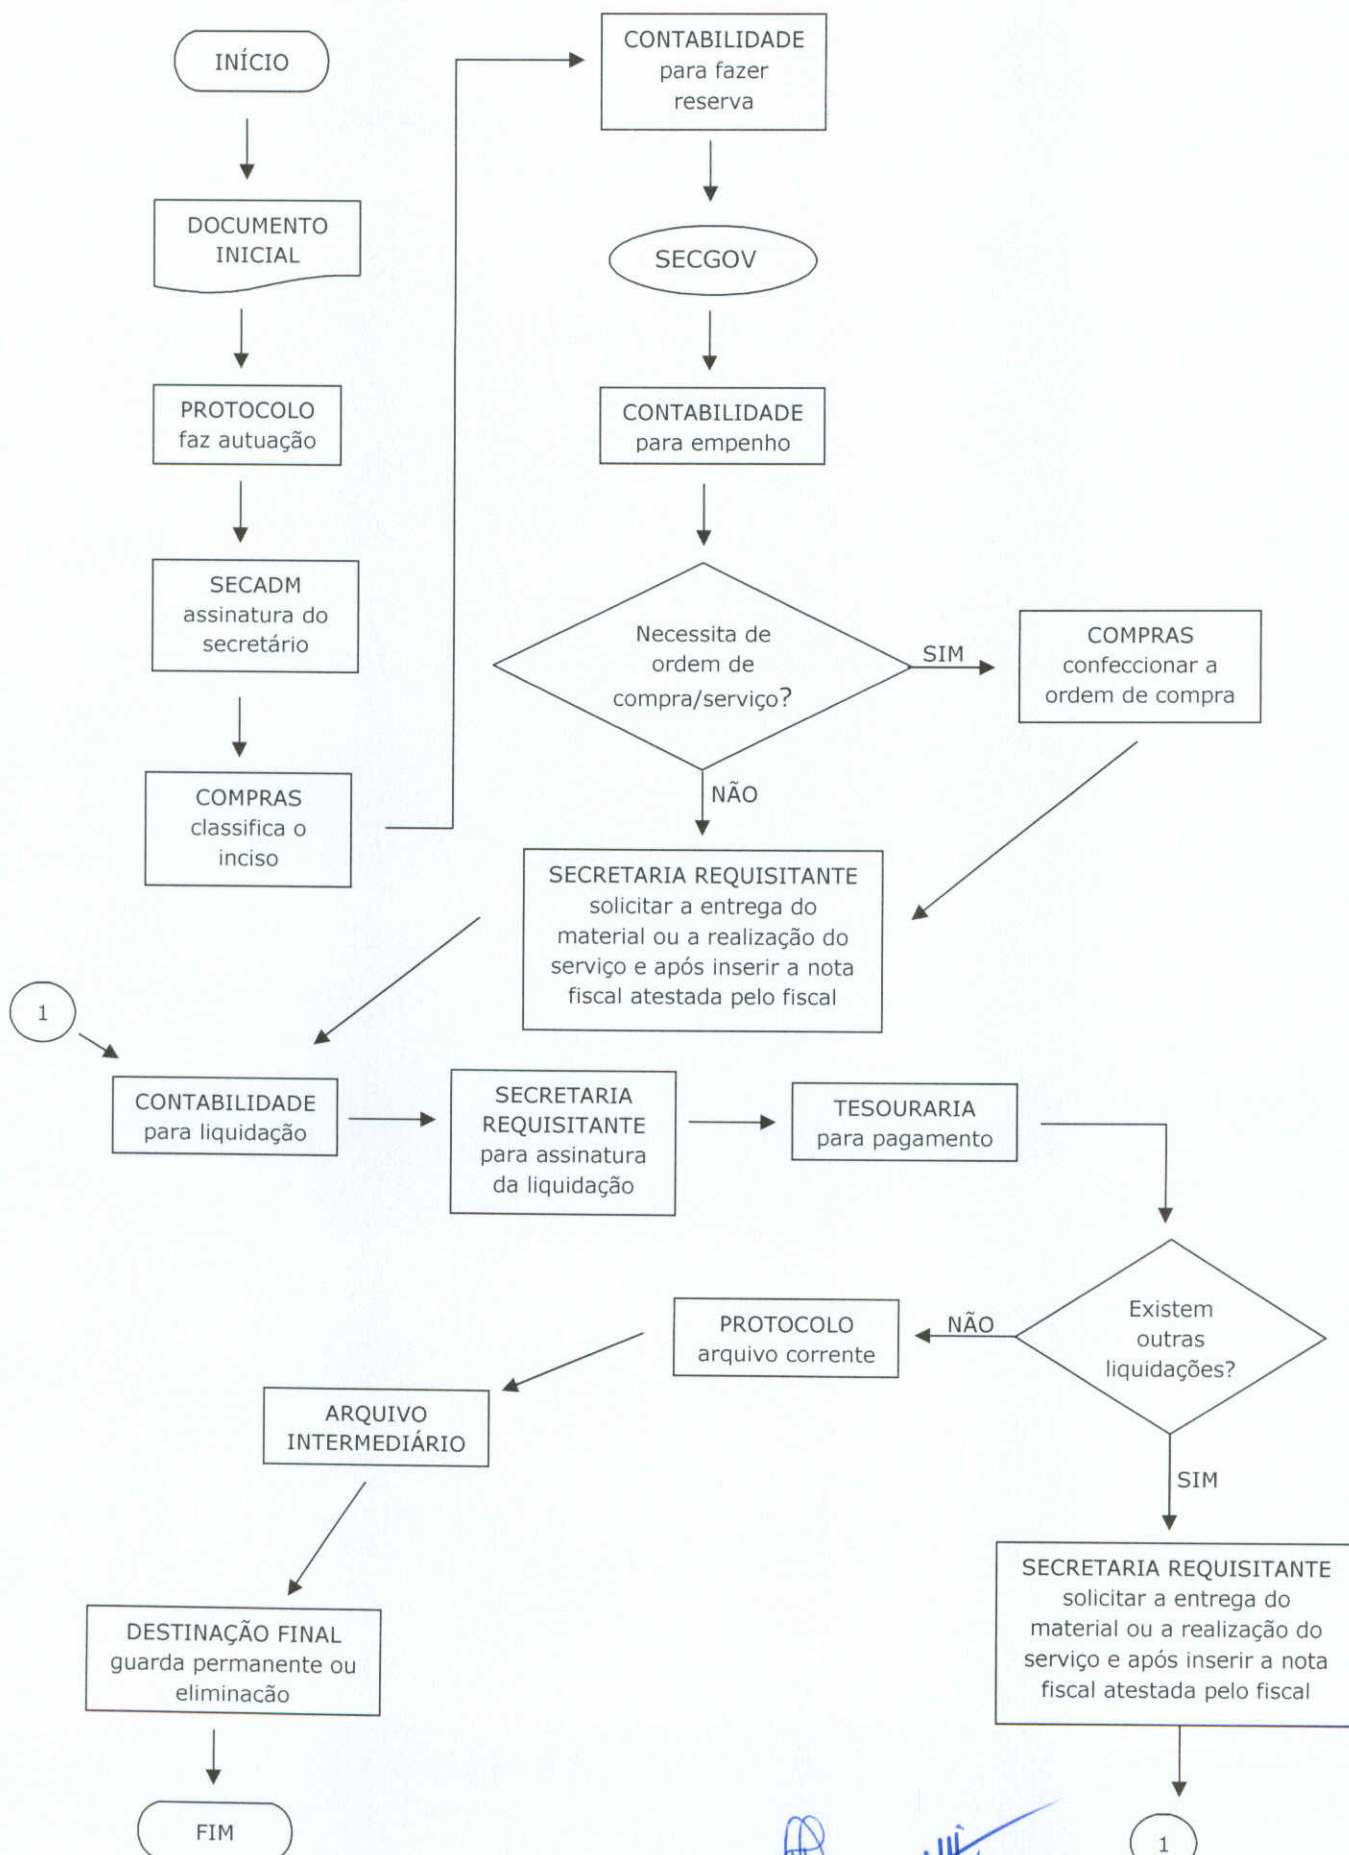 INÍCIO
DOCUMENTO
INICIAL
PROTOCOLO
faz autuação
SECADM
assinatura do
secretário
COMPRAS
classifica o
inciso
CONTABILIDADE
para fazer
reserva
SECGOV
CONTABILIDADE
para empenho
Necessita de
ordem de
compra/serviço?
SIM
COMPRAS
confeccionar a
ordem de compra
NÃO
SECRETARIA REQUISITANTE
solicitar a entrega do
material ou a realização do
serviço e após inserir a nota
fiscal atestada pelo fiscal
1
CONTABILIDADE
para liquidação
SECRETARIA
REQUISITANTE
para assinatura
da liquidação
TESOURARIA
para pagamento
Existem
outras
liquidações?
NÃO
PROTOCOLO
arquivo corrente
ARQUIVO
INTERMEDIÁRIO
DESTINAÇÃO FINAL
guarda permanente ou
eliminacão
FIM
SIM
SECRETARIA REQUISITANTE
solicitar a entrega do
material ou a realização do
serviço e após inserir a nota
fiscal atestada pelo fiscal
1